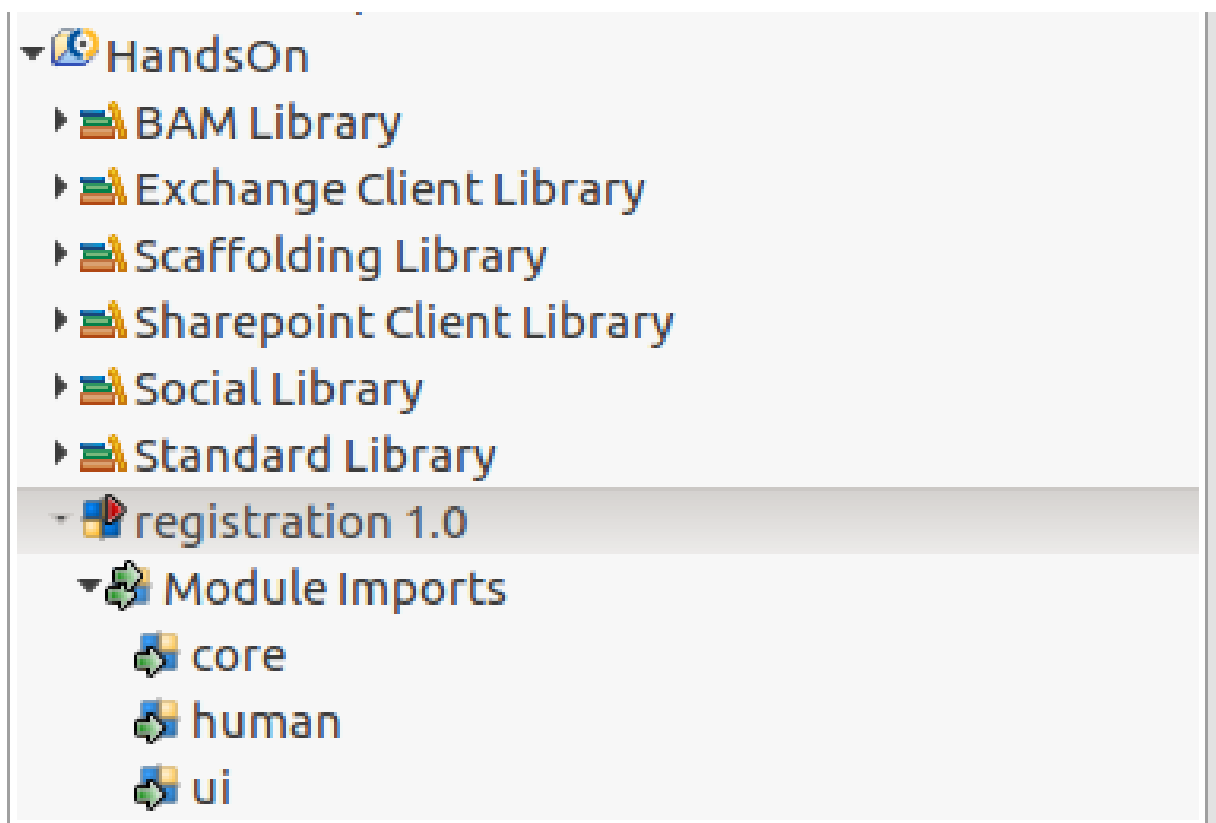 HandsOn
BAM Library
Exchange Client Library
Scaffolding Library
Sharepoint Client Library
Social Library
Standard Library
registration 1.0
Module Imports
core
human
ui